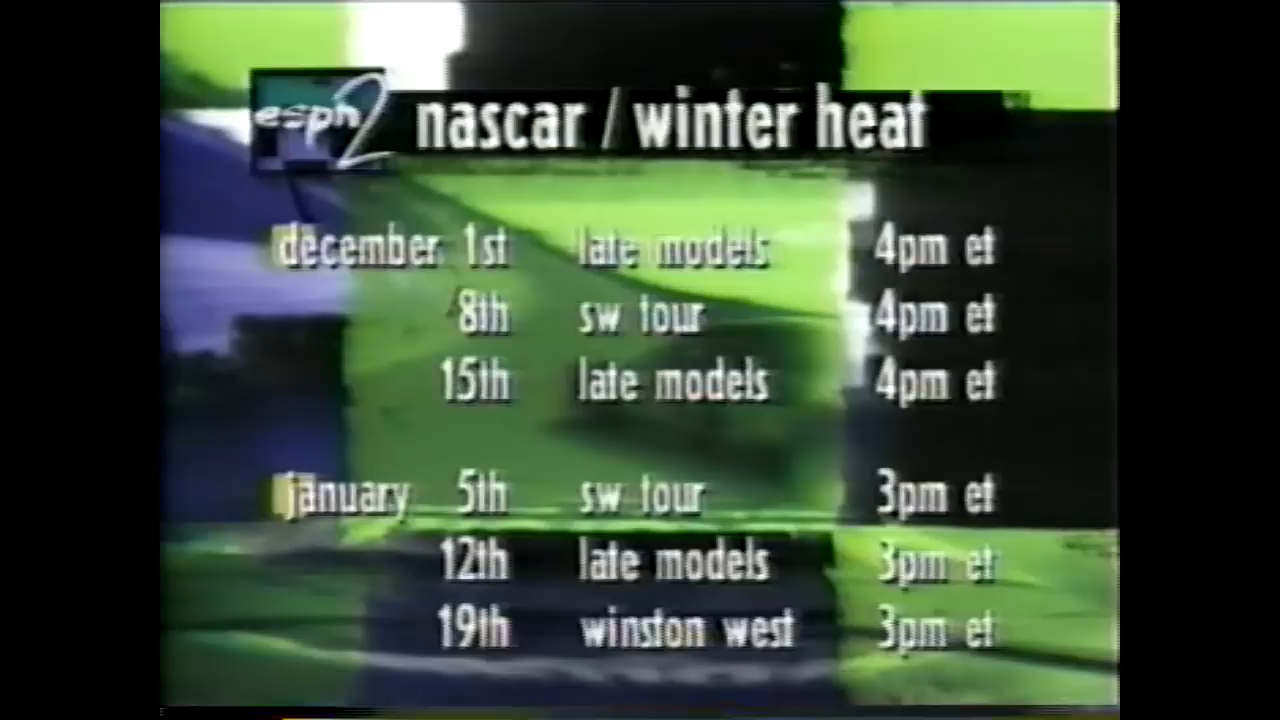 espn2 nascar / winter heat
december 1st late models 4pm et
8th sw tour 4pm et
15th late models 4pm et
january 5th sw tour 3pm et
12th late models 3pm et
19th winston west 3pm et